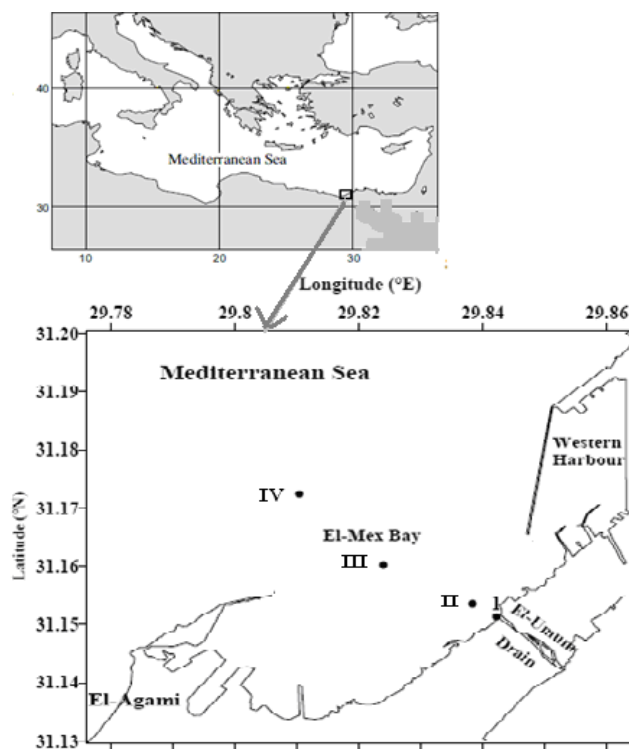 40
30
Mediterranean Sea
10
20
30
Longitude (°E)
29.78
29.8
29.82
29.84
29.86
31.20
31.19
31.18
31.17
31.16
31.15
31.14
31.13
Latitude (°N)
Mediterranean Sea
Western
Harbour
IV
El-Mex Bay
III
II
I
El-Umum
Drain
El-Agami